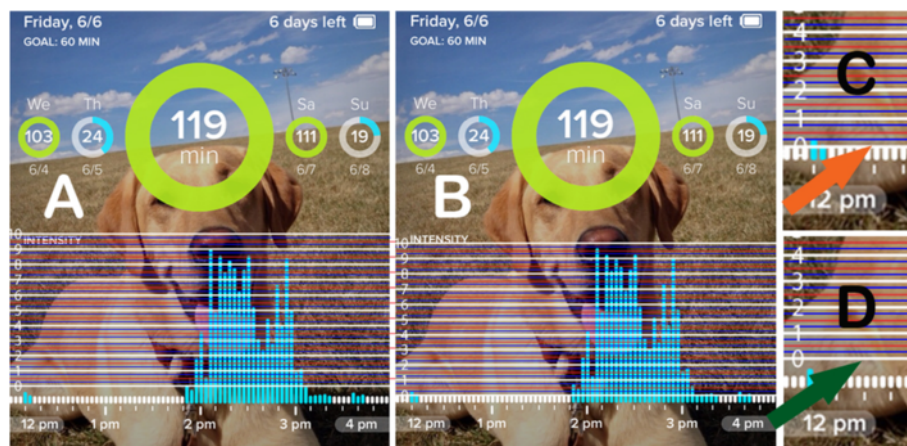 Friday, 6/6
6 days left
GOAL: 60 MIN
We
Th
119
min
Sa
Su
103
24
111
19
6/4
6/5
6/7
6/8
A
INTENSITY
10
9
8
7
6
5
4
3
2
1
0
12 pm
2 pm
3 pm
4 pm
Friday, 6/6
6 days left
GOAL: 60 MIN
We
Th
119
min
Sa
Su
103
24
111
19
6/4
6/5
6/7
6/8
B
INTENSITY
10
9
8
7
6
5
4
3
2
1
0
12 pm
2 pm
3 pm
4 pm
C
4
3
2
1
0
12 pm
D
4
3
2
1
0
12 pm